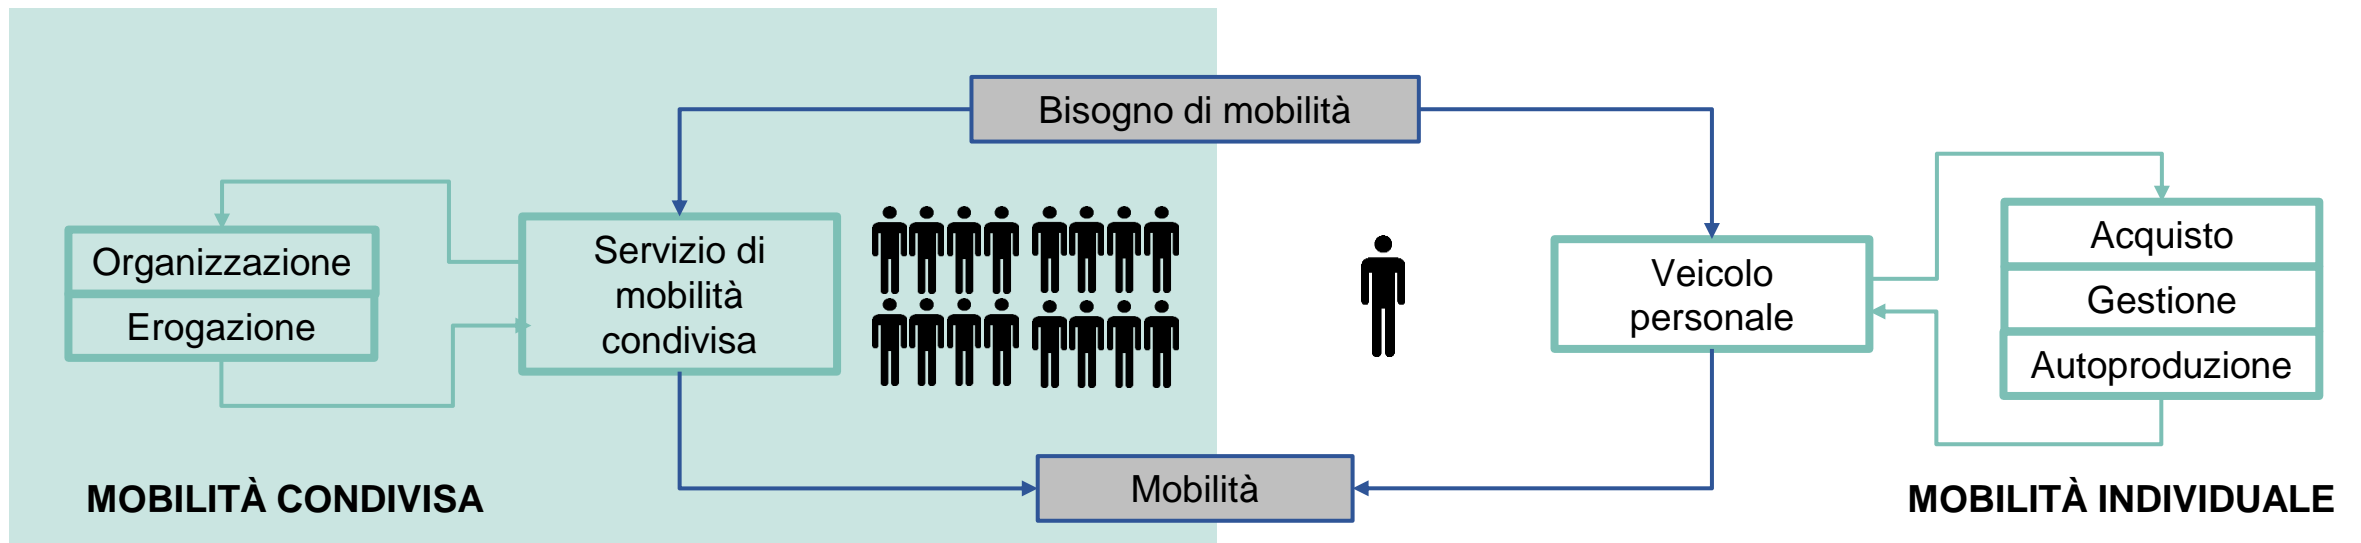 Bisogno di mobilità
Organizzazione
Erogazione
Servizio di
mobilità
condivisa
Veicolo
personale
Acquisto
Gestione
Autoproduzione
Mobilità
MOBILITÀ CONDIVISA
MOBILITÀ INDIVIDUALE